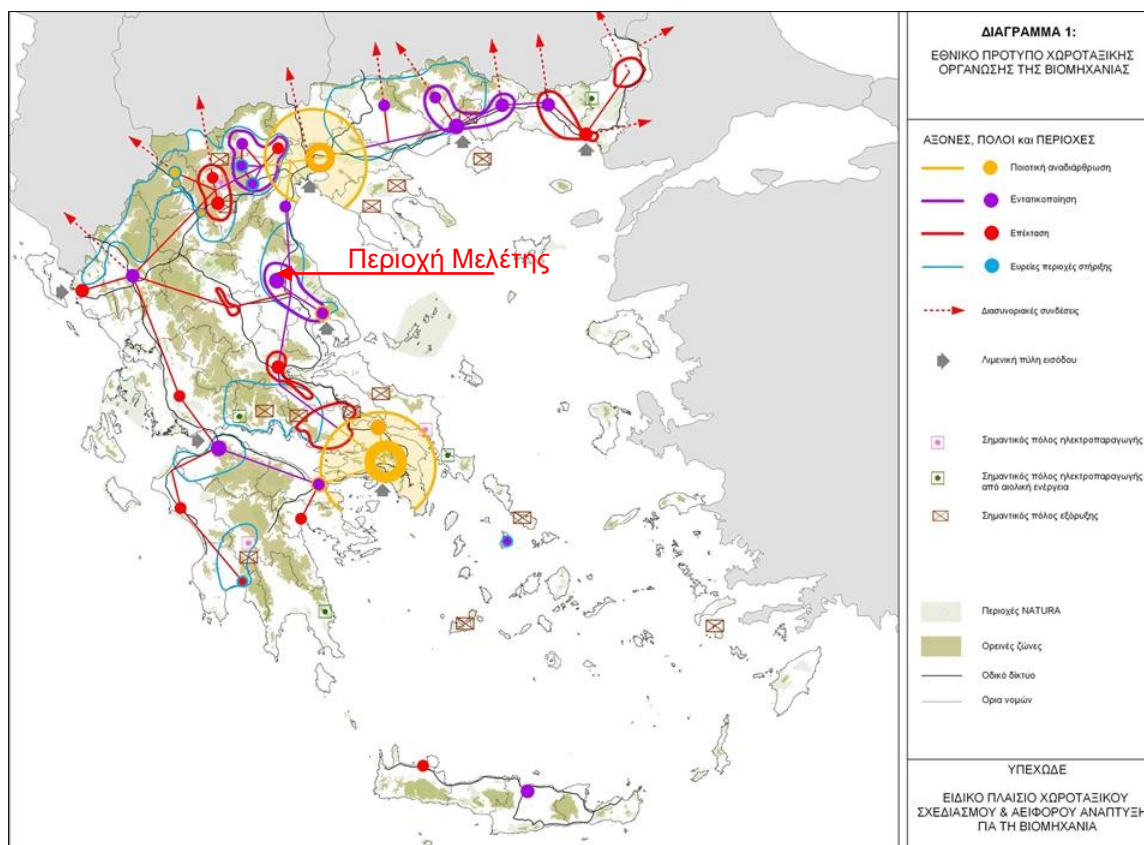 Περιοχή Μελέτης
ΔΙΑΓΡΑΜΜΑ 1:
ΕΘΝΙΚΟ ΠΡΟΤΥΠΟ ΧΩΡΟΤΑΞΙΚΗΣ
ΟΡΓΑΝΩΣΗΣ ΤΗΣ ΒΙΟΜΗΧΑΝΙΑΣ
ΑΞΟΝΕΣ, ΠΟΛΟΙ και ΠΕΡΙΟΧΕΣ
Ποιοτική αναδιάρθρωση
Εντατικοποίηση
Επέκταση
Ευρείες περιοχές στήριξης
Διασυνοριακές συνδέσεις
Λιμενική πύλη εισόδου
Σημαντικός πόλος ηλεκτροπαραγωγής
Σημαντικός πόλος ηλεκτροπαραγωγής
από αιολική ενέργεια
Σημαντικός πόλος εξόρυξης
Περιοχές NATURA
Ορεινές ζώνες
Οδικό δίκτυο
Ορια νομών
ΥΠΕΧΩΔΕ
ΕΙΔΙΚΟ ΠΛΑΙΣΙΟ ΧΩΡΟΤΑΞΙΚΟΥ
ΣΧΕΔΙΑΣΜΟΥ & ΑΕΙΦΟΡΟΥ ΑΝΑΠΤΥΞΗ
ΓΙΑ ΤΗ ΒΙΟΜΗΧΑΝΙΑ